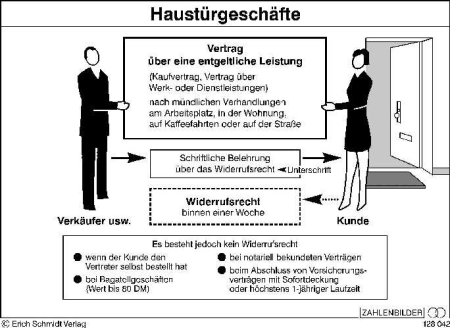 Haustürgeschäfte
Vertrag
über eine entgeltliche Leistung
(Kaufvertrag, Vertrag über
Werk- oder Dienstleistungen)
nach mündlichen Verhandlungen
am Arbeitsplatz, in der Wohnung,
auf Kaffeefahrten oder auf der Straße
Schriftliche Belehrung
über das Widerrufsrecht
Unterschrift
Widerrufsrecht
binnen einer Woche
Verkäufer usw.
Kunde
Es besteht jedoch kein Widerrufsrecht
wenn der Kunde den
Vertreter selbst bestellt hat
bei Bagatellgeschäften
(Wert bis 80 DM)
bei notariell bekundeten Verträgen
beim Abschluss von Versicherungs-
verträgen mit Sofortdeckung
oder höchstens 1-jähriger Laufzeit
ZAHLENBILDER
© Erich Schmidt Verlag
128 042